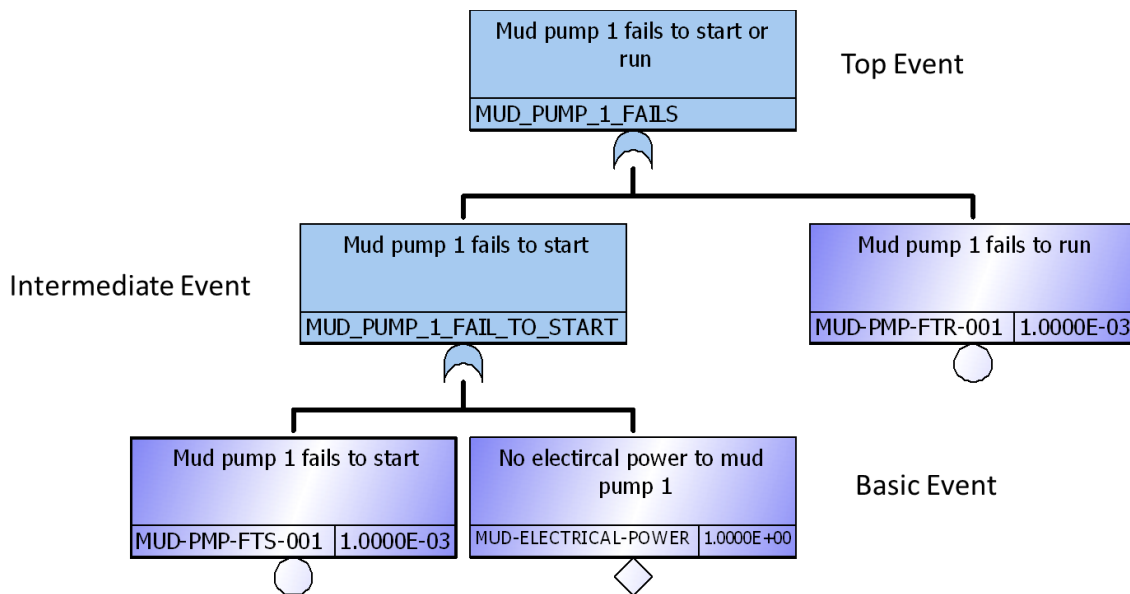 Mud pump 1 fails to start or
run
Top Event
MUD_PUMP_1_FAILS
Mud pump 1 fails to start
Mud pump 1 fails to run
Intermediate Event
MUD_PUMP_1_FAIL_TO_START
MUD-PMP-FTR-001 1.0000E-03
Mud pump 1 fails to start
No electircal power to mud
pump 1
Basic Event
MUD-PMP-FTS-001 1.0000E-03
MUD-ELECTRICAL-POWER 1.0000E+00